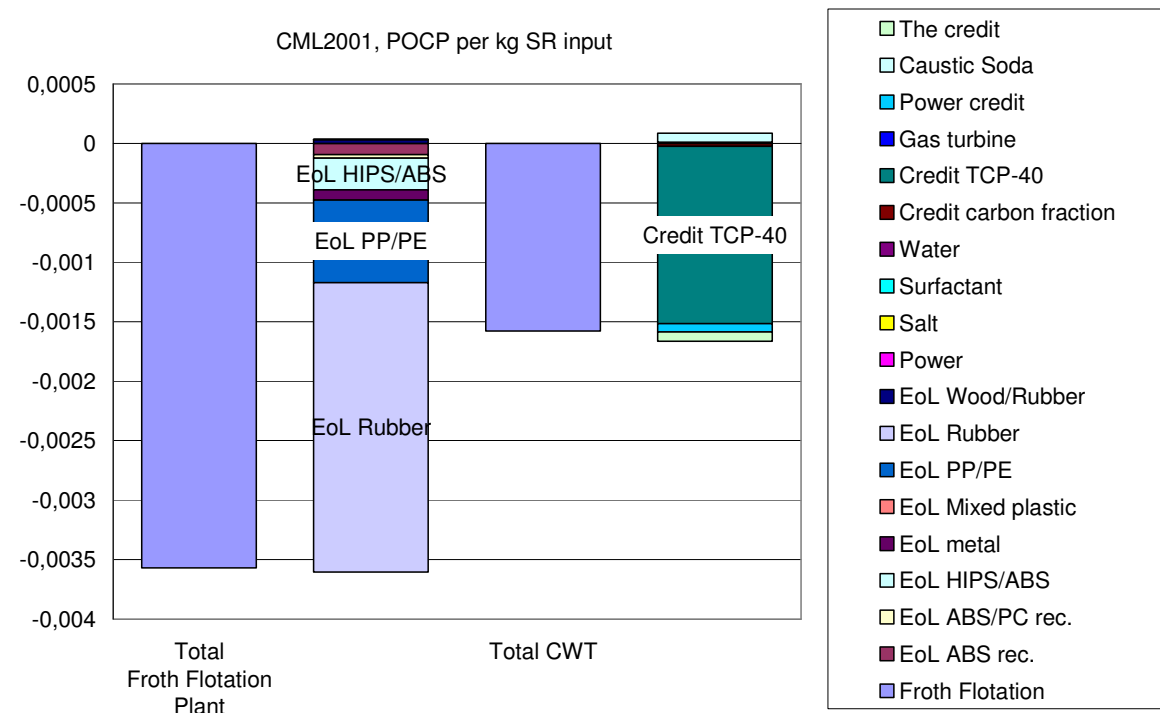 CML2001, POCP per kg SR input
0,0005
0
-0,0005
-0,001
-0,0015
-0,002
-0,0025
-0,003
-0,0035
-0,004
EoL HIPS/ABS
EoL PP/PE
EoL Rubber
Credit TCP-40
Total
Froth Flotation
Plant
Total CWT
The credit
Caustic Soda
Power credit
Gas turbine
Credit TCP-40
Credit carbon fraction
Water
Surfactant
Salt
Power
EoL Wood/Rubber
EoL Rubber
EoL PP/PE
EoL Mixed plastic
EoL metal
EoL HIPS/ABS
EoL ABS/PC rec.
EoL ABS rec.
Froth Flotation